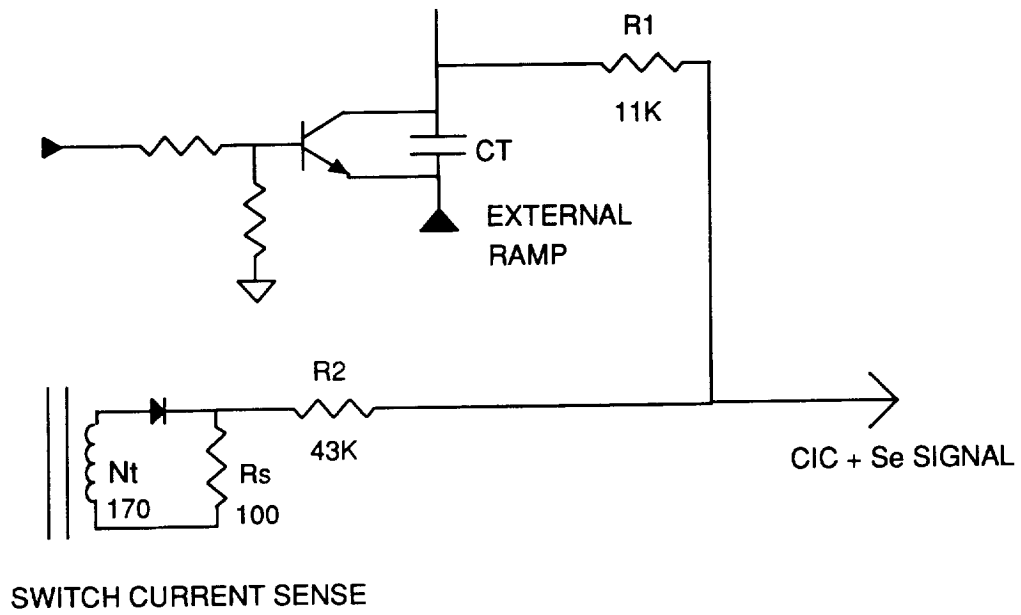 R1
11K
CT
EXTERNAL
RAMP
R2
43K
Nt
170
Rs
100
CIC + Se SIGNAL
SWITCH CURRENT SENSE